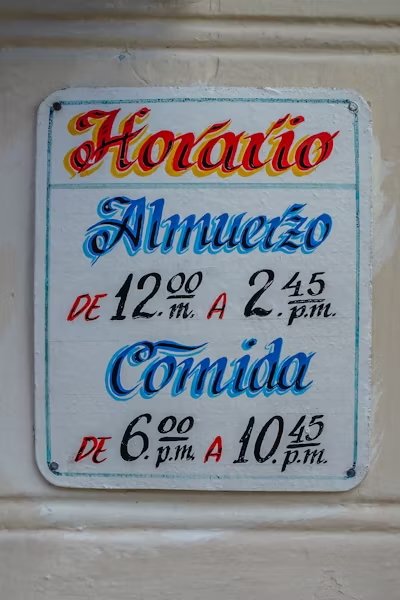 Horario
Almuerzo
DE 12.00 m. A 2.45 p.m.
Comida
DE 6.00 p.m. A 10.45 p.m.